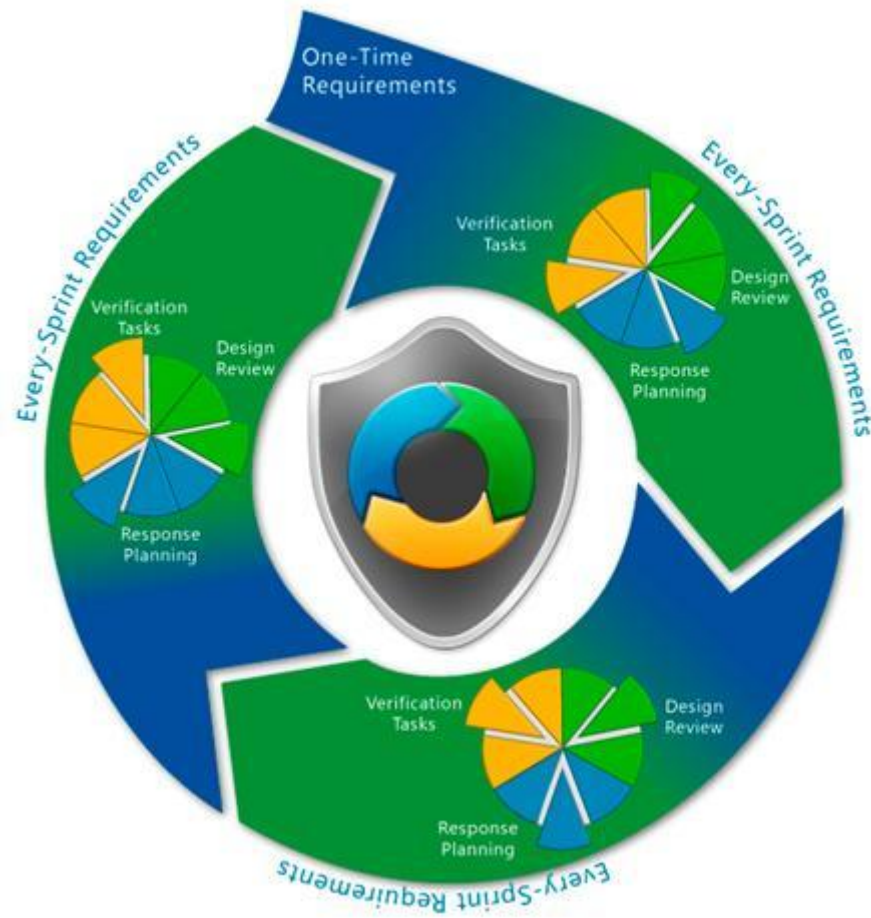 One-Time
Requirements
Every-Sprint Requirements
Verification
Tasks
Design
Review
Response
Planning
Every-Sprint Requirements
Verification
Tasks
Design
Review
Response
Planning
Verification
Tasks
Design
Review
Response
Planning
Every-Sprint Requirements